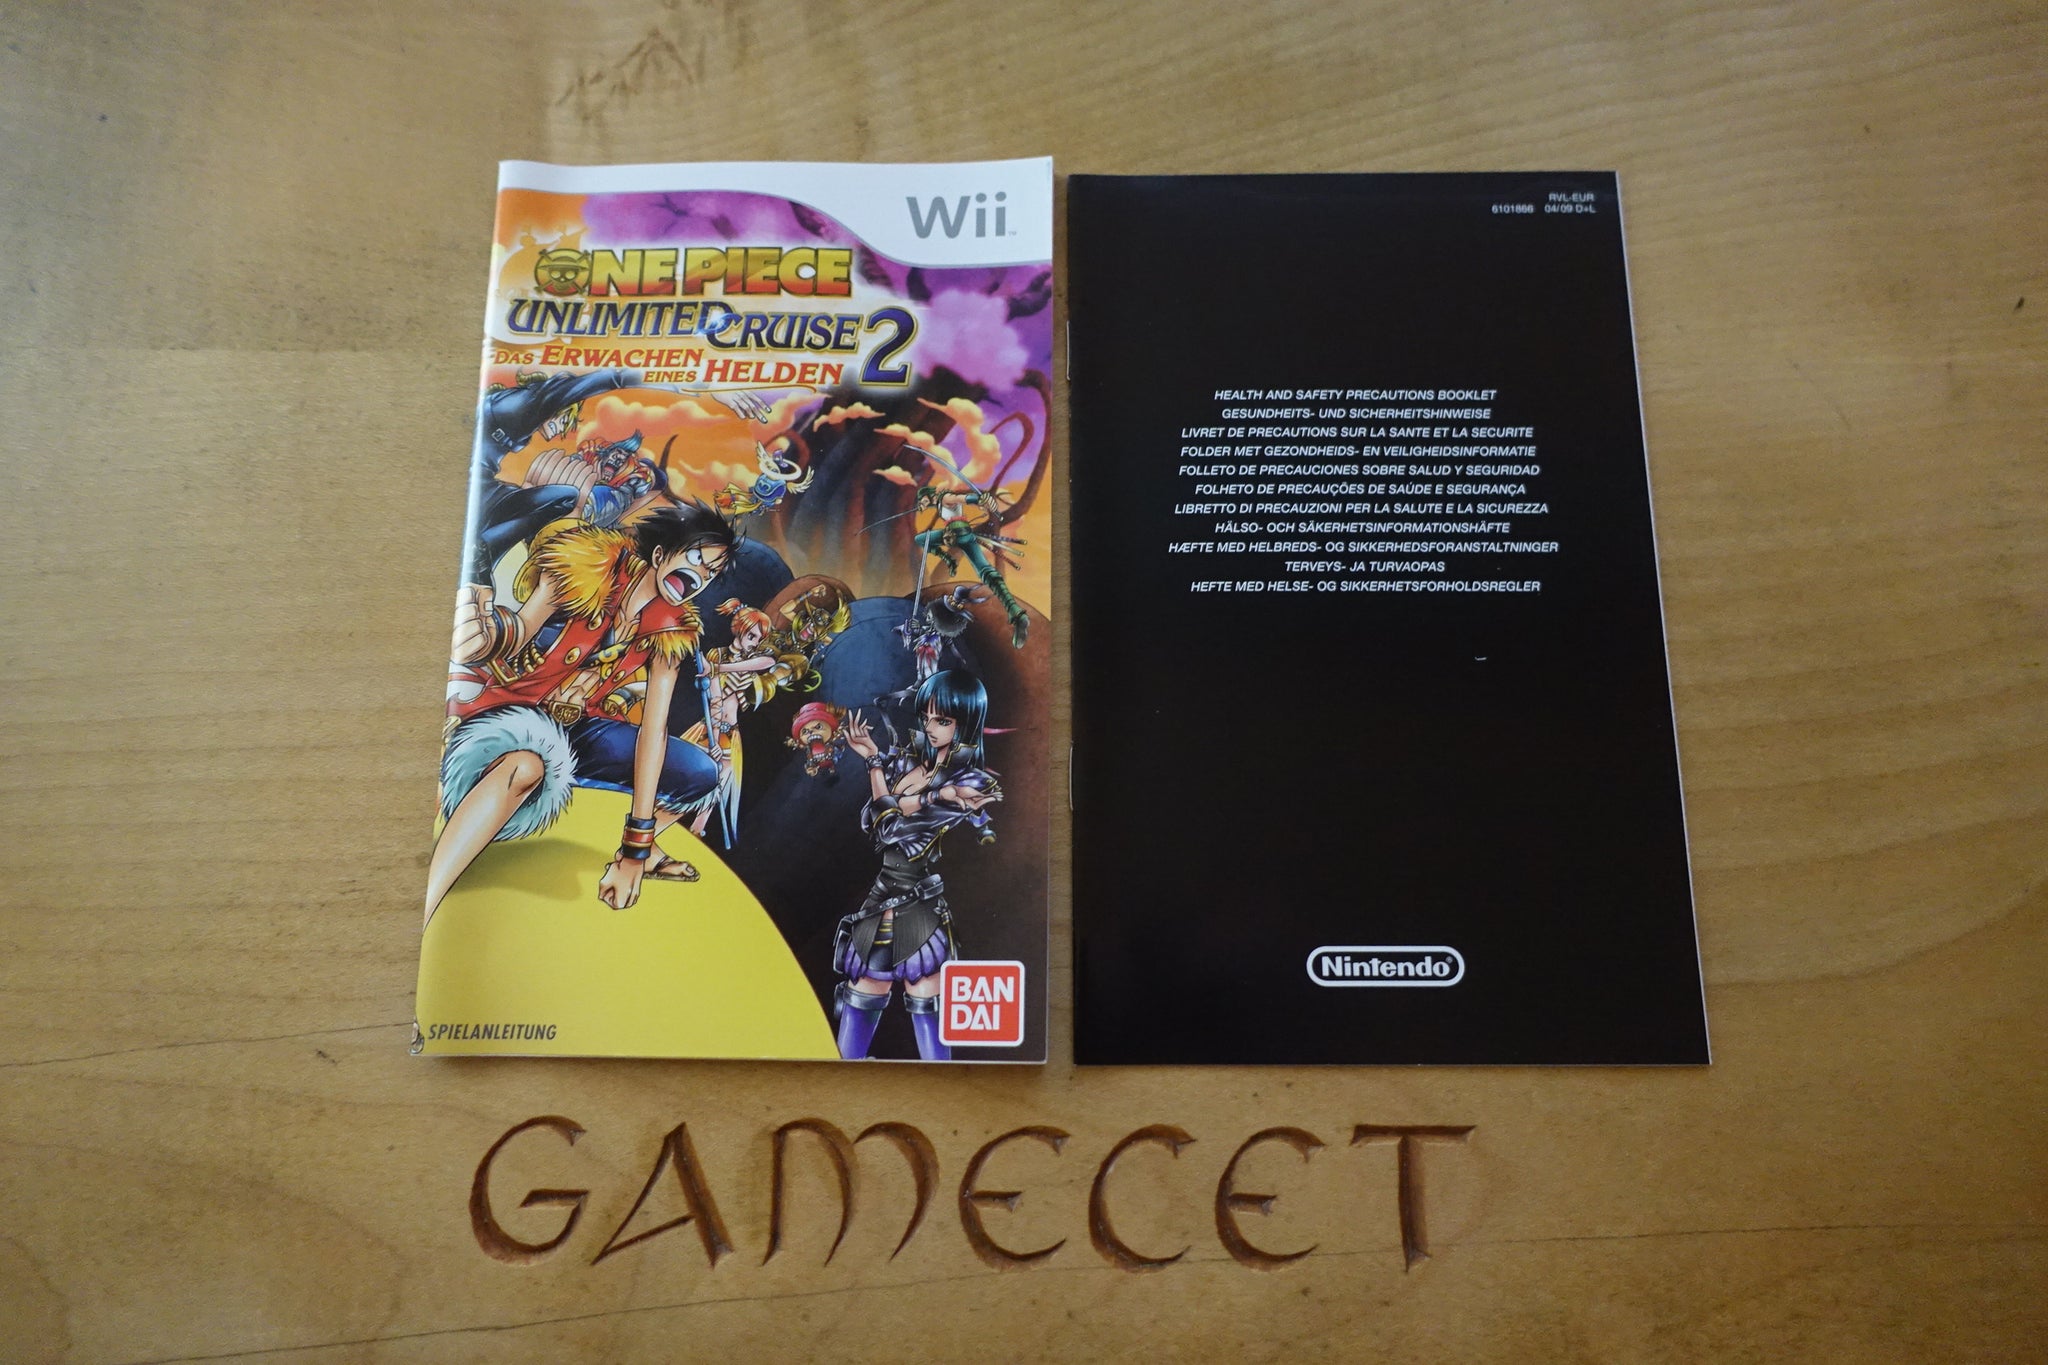 Wii™
ONE PIECE
UNLIMITED CRUISE 2
DAS ERWACHEN
EINES HELDEN
SPIELANLEITUNG
BAN
DAI
RVL-EUR
6101866 04/09 D+L
HEALTH AND SAFETY PRECAUTIONS BOOKLET
GESUNDHEITS- UND SICHERHEITSHINWEISE
LIVRET DE PRECAUTIONS SUR LA SANTE ET LA SECURITE
FOLDER MET GEZONDHEIDS- EN VEILIGHEIDSINFORMATIE
FOLLETO DE PRECAUCIONES SOBRE SALUD Y SEGURIDAD
FOLHETO DE PRECAUÇÕES DE SAÚDE E SEGURANÇA
LIBRETTO DI PRECAUZIONI PER LA SALUTE E LA SICUREZZA
HÄLSO- OCH SÄKERHETSINFORMATIONSHÄFTE
HÆFTE MED HELBREDS- OG SIKKERHEDSFORANSTALTNINGER
TERVEYS- JA TURVAOPAS
HEFTE MED HELSE- OG SIKKERHETSFORHOLDSREGLER
Nintendo®
GAMECET